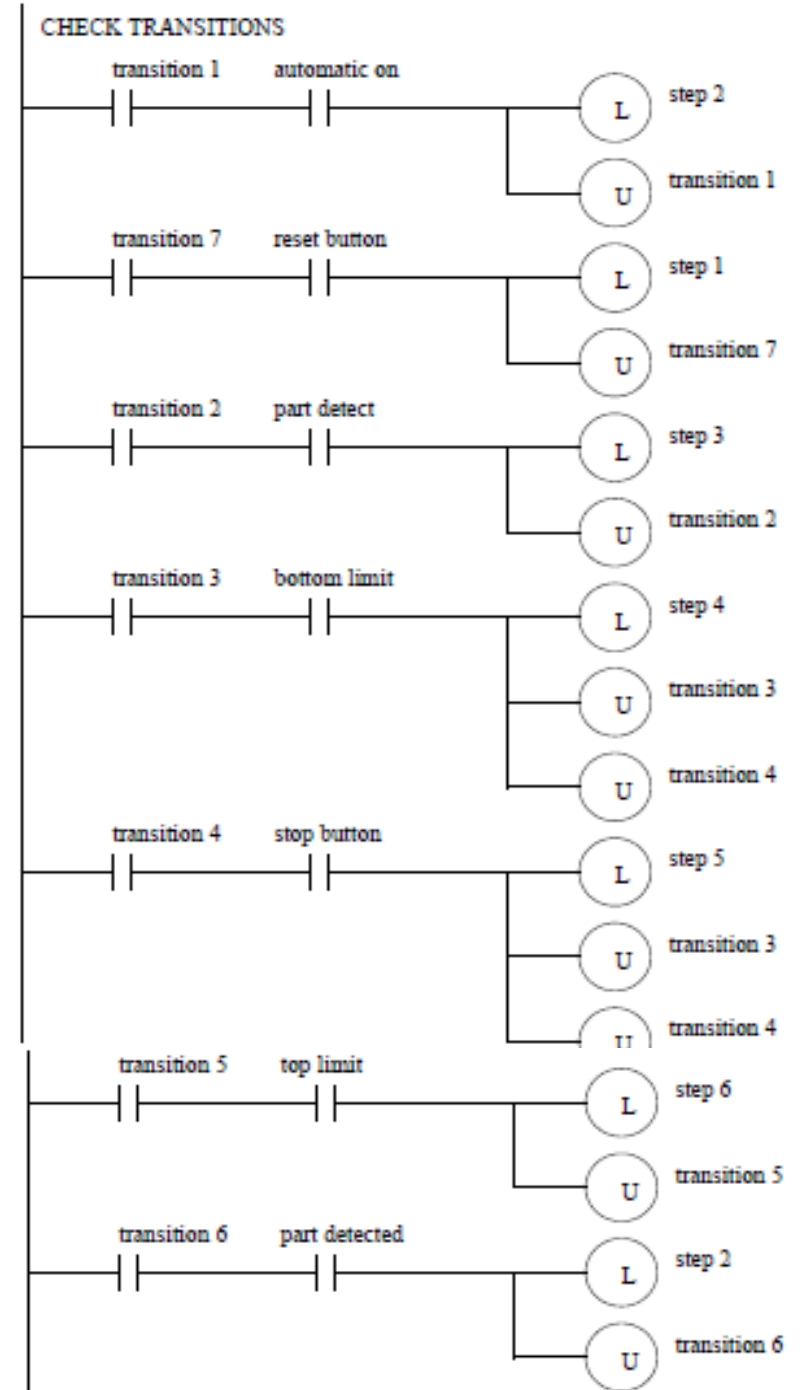 CHECK TRANSITIONS
transition 1 automatic on
L step 2
U transition 1
transition 7 reset button
L step 1
U transition 7
transition 2 part detect
L step 3
U transition 2
transition 3 bottom limit
L step 4
U transition 3
U transition 4
transition 4 stop button
L step 5
U transition 3
U transition 4
transition 5 top limit
L step 6
U transition 5
transition 6 part detected
L step 2
U transition 6